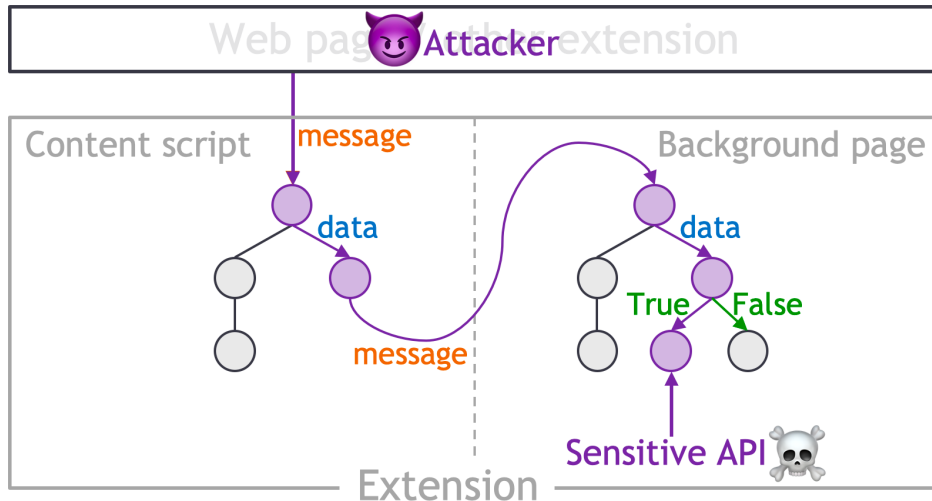 Web page other extension
Attacker
message
Content script
Background page
data
data
True
False
message
Sensitive API
Extension